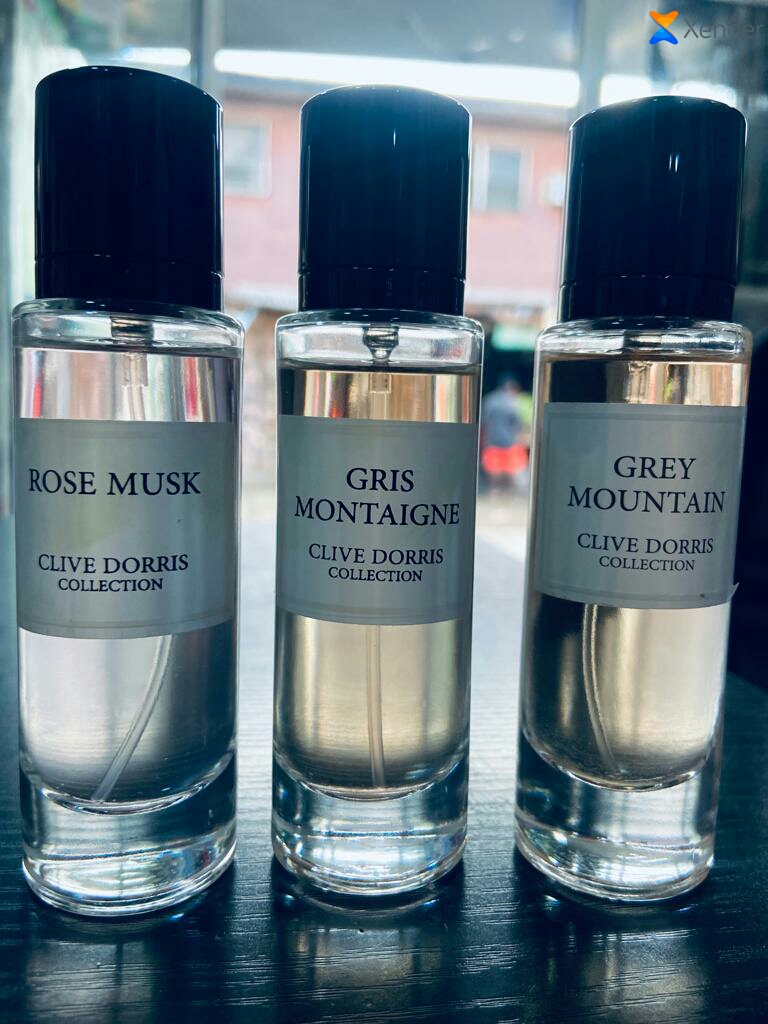 Xender
ROSE MUSK
CLIVE DORRIS
COLLECTION
GRIS
MONTAIGNE
CLIVE DORRIS
COLLECTION
GREY
MOUNTAIN
CLIVE DORRIS
COLLECTION